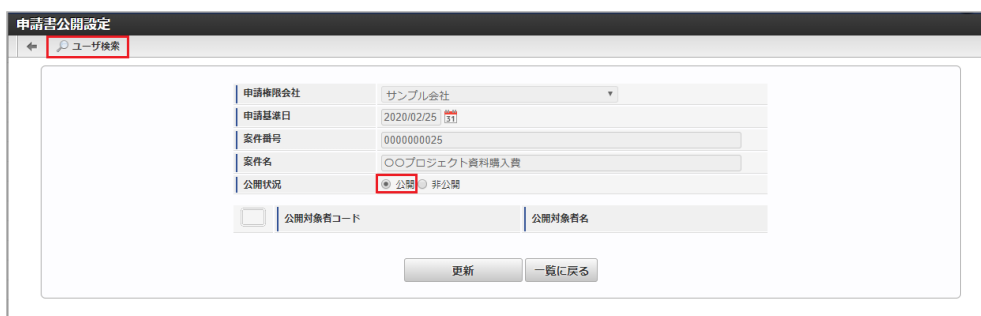 申請書公開設定
ユーザ検索
申請権限会社 サンプル会社
申請基準日 2020/02/25 31
案件番号 0000000025
案件名 〇〇プロジェクト資料購入費
公開状況 公開 非公開
公開対象者コード 公開対象者名
更新 一覧に戻る